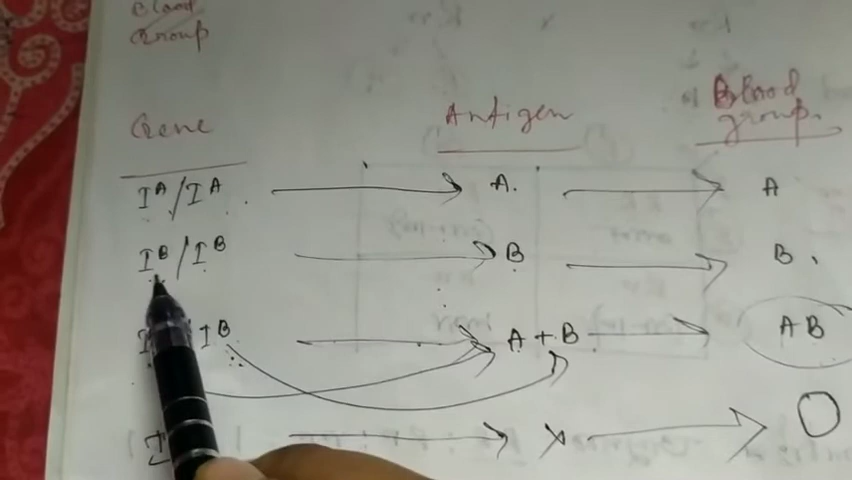 Blood
Group
Gene Antigen Blood group.
I^A / I^A → A. → A
I^B / I^B → B → B.
I^B → A + B → AB
I → X → O